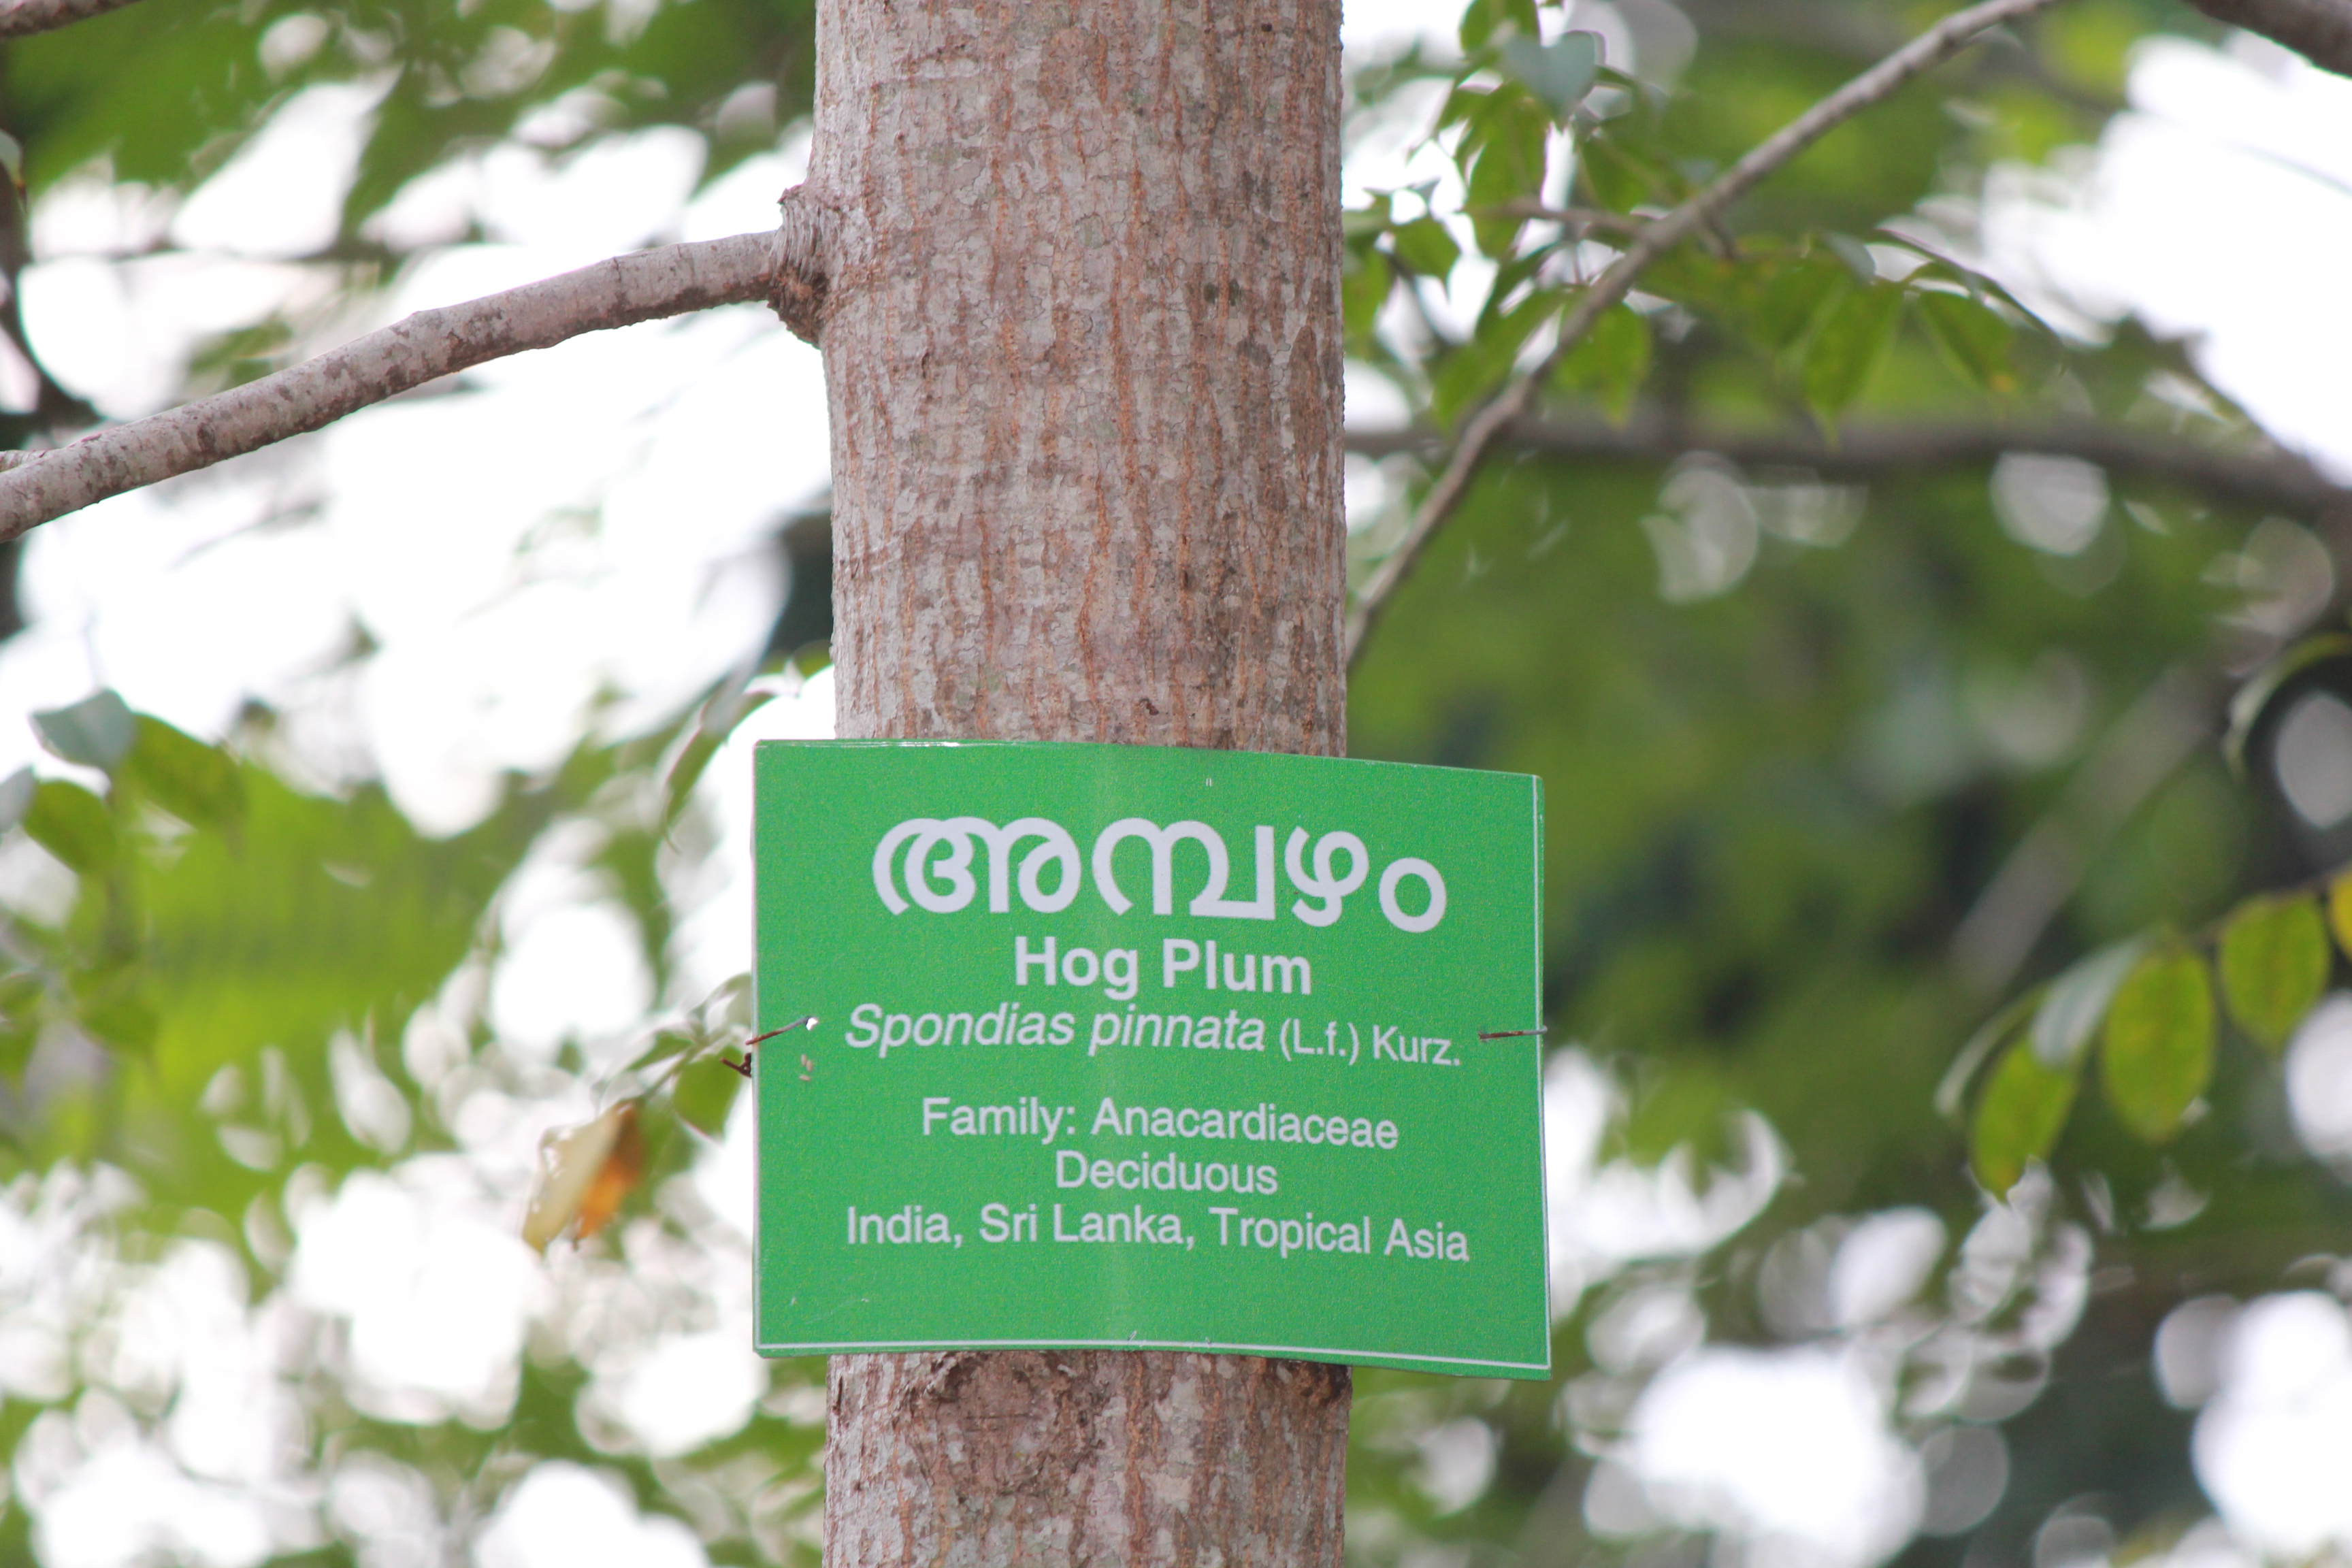 അമ്പഴം
Hog Plum
Spondias pinnata (L.f.) Kurz.
Family: Anacardiaceae
Deciduous
India, Sri Lanka, Tropical Asia